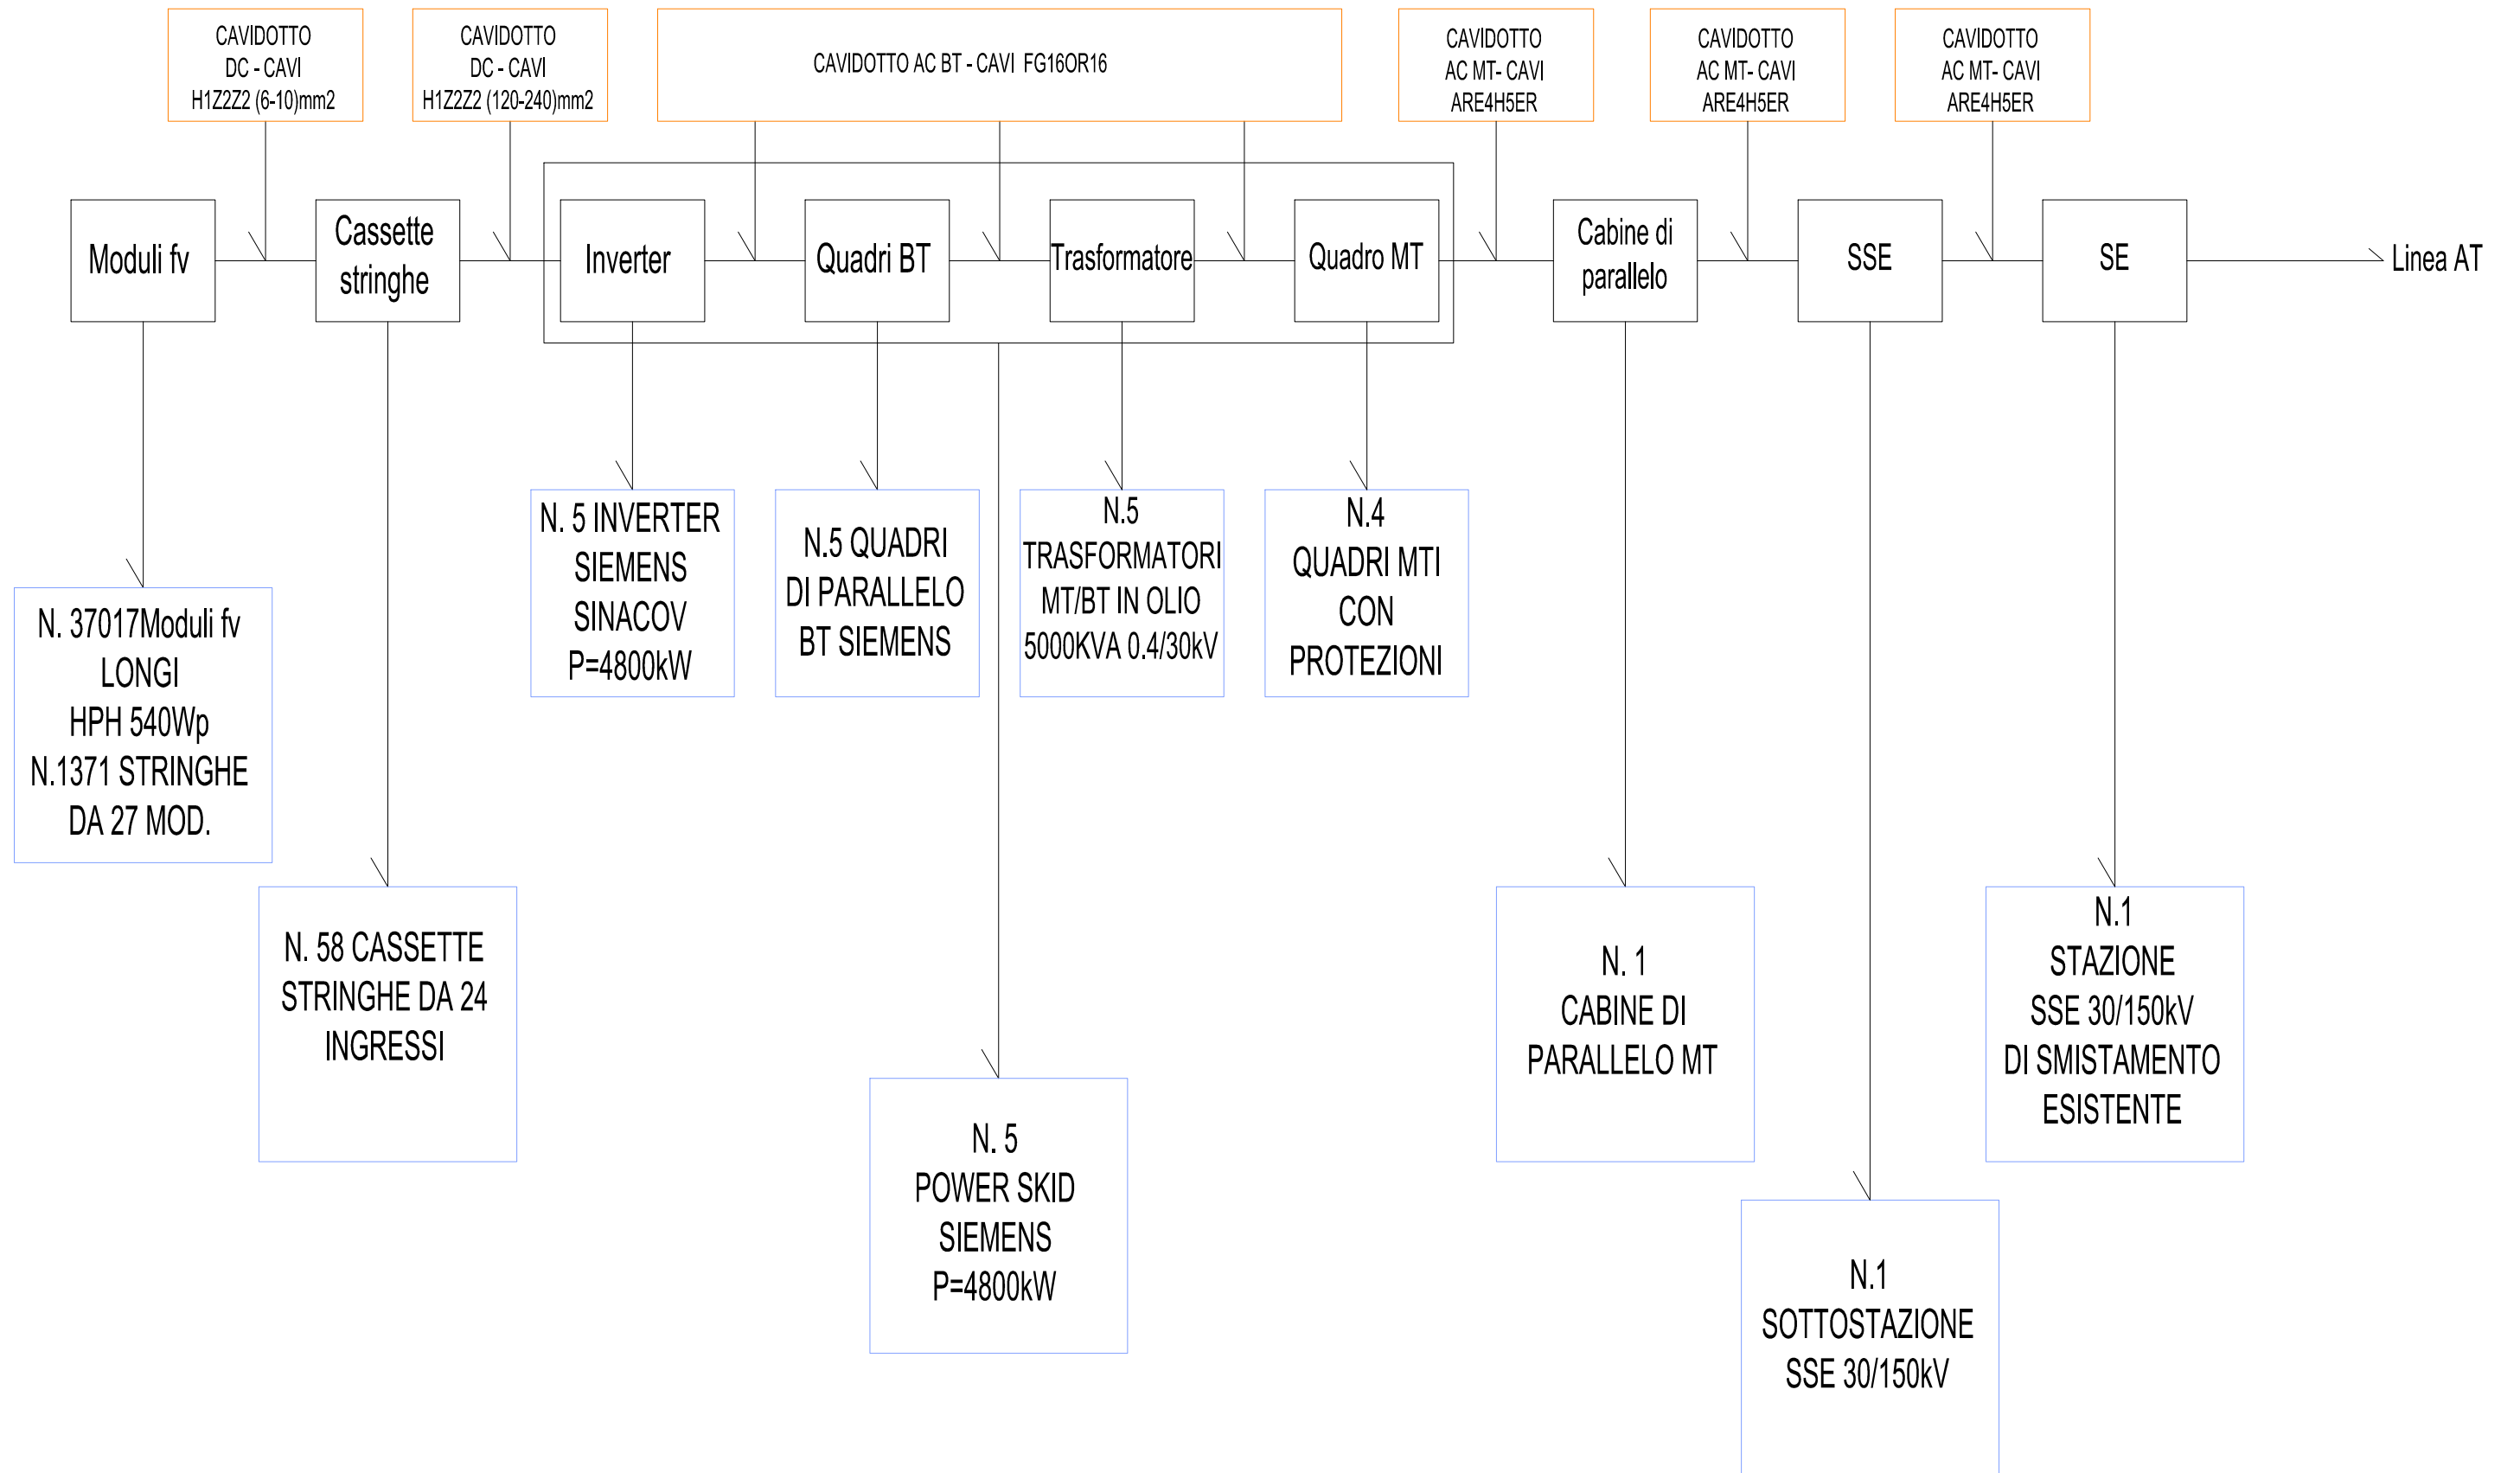 CAVIDOTTO
DC - CAVI
H1Z2Z2 (6-10)mm2
CAVIDOTTO
DC - CAVI
H1Z2Z2 (120-240)mm2
CAVIDOTTO AC BT - CAVI  FG16OR16
CAVIDOTTO
AC MT- CAVI
ARE4H5ER
CAVIDOTTO
AC MT- CAVI
ARE4H5ER
CAVIDOTTO
AC MT- CAVI
ARE4H5ER
Moduli fv
Cassette
stringhe
Inverter
Quadri BT
Trasformatore
Quadro MT
Cabine di
parallelo
SSE
SE
Linea AT
N. 37017Moduli fv
LONGI
HPH 540Wp
N.1371 STRINGHE
DA 27 MOD.
N. 58 CASSETTE
STRINGHE DA 24
INGRESSI
N. 5 INVERTER
SIEMENS
SINACOV
P=4800kW
N.5 QUADRI
DI PARALLELO
BT SIEMENS
N.5
TRASFORMATORI
MT/BT IN OLIO
5000KVA 0.4/30kV
N.4
QUADRI MTI
CON
PROTEZIONI
N. 5
POWER SKID
SIEMENS
P=4800kW
N. 1
CABINE DI
PARALLELO MT
N.1
SOTTOSTAZIONE
SSE 30/150kV
N.1
STAZIONE
SSE 30/150kV
DI SMISTAMENTO
ESISTENTE